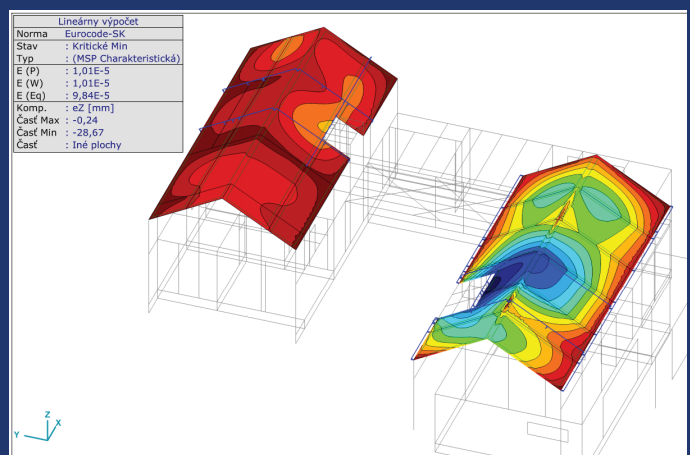 Lineárny výpočet
Norma Eurocode-SK
Stav : Kritické Min
Typ : (MSP Charakteristická)
E (P) : 1,01E-5
E (W) : 1,01E-5
E (Eq) : 9,84E-5
Komp. : eZ [mm]
Časť Max : -0,24
Časť Min : -28,67
Časť : Iné plochy
Z
X
Y